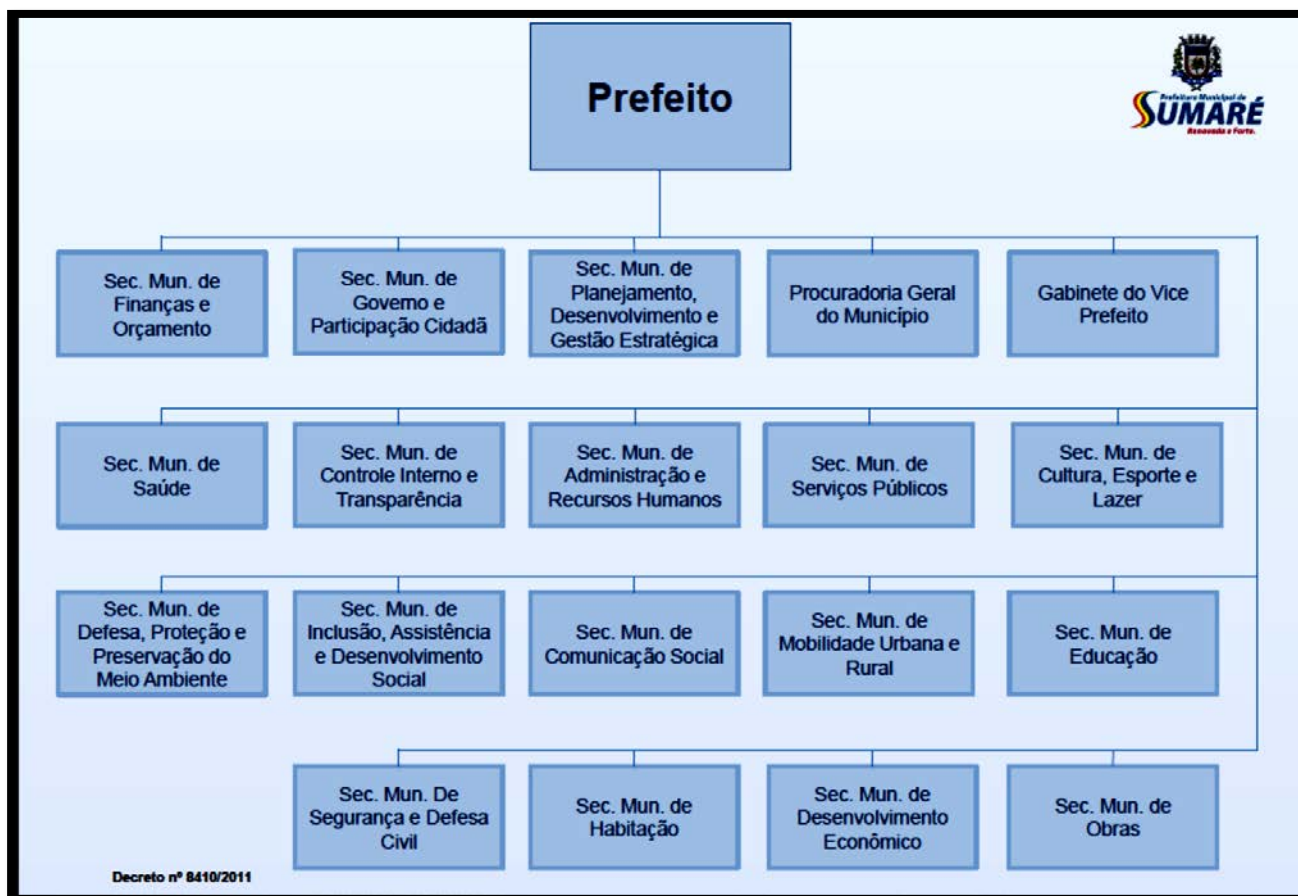 Prefeito
Prefeitura Municipal de
SUMARÉ
Renovada e Forte.
Sec. Mun. de
Finanças e
Orçamento
Sec. Mun. de
Governo e
Participação Cidadã
Sec. Mun. de
Planejamento,
Desenvolvimento e
Gestão Estratégica
Procuradoria Geral
do Município
Gabinete do Vice
Prefeito
Sec. Mun. de
Saúde
Sec. Mun. de
Controle Interno e
Transparência
Sec. Mun. de
Administração e
Recursos Humanos
Sec. Mun. de
Serviços Públicos
Sec. Mun. de
Cultura, Esporte e
Lazer
Sec. Mun. de
Defesa, Proteção e
Preservação do
Meio Ambiente
Sec. Mun. de
Inclusão, Assistência
e Desenvolvimento
Social
Sec. Mun. de
Comunicação Social
Sec. Mun. de
Mobilidade Urbana e
Rural
Sec. Mun. de
Educação
Sec. Mun. De
Segurança e Defesa
Civil
Sec. Mun. de
Habitação
Sec. Mun. de
Desenvolvimento
Econômico
Sec. Mun. de
Obras
Decreto nº 8410/2011